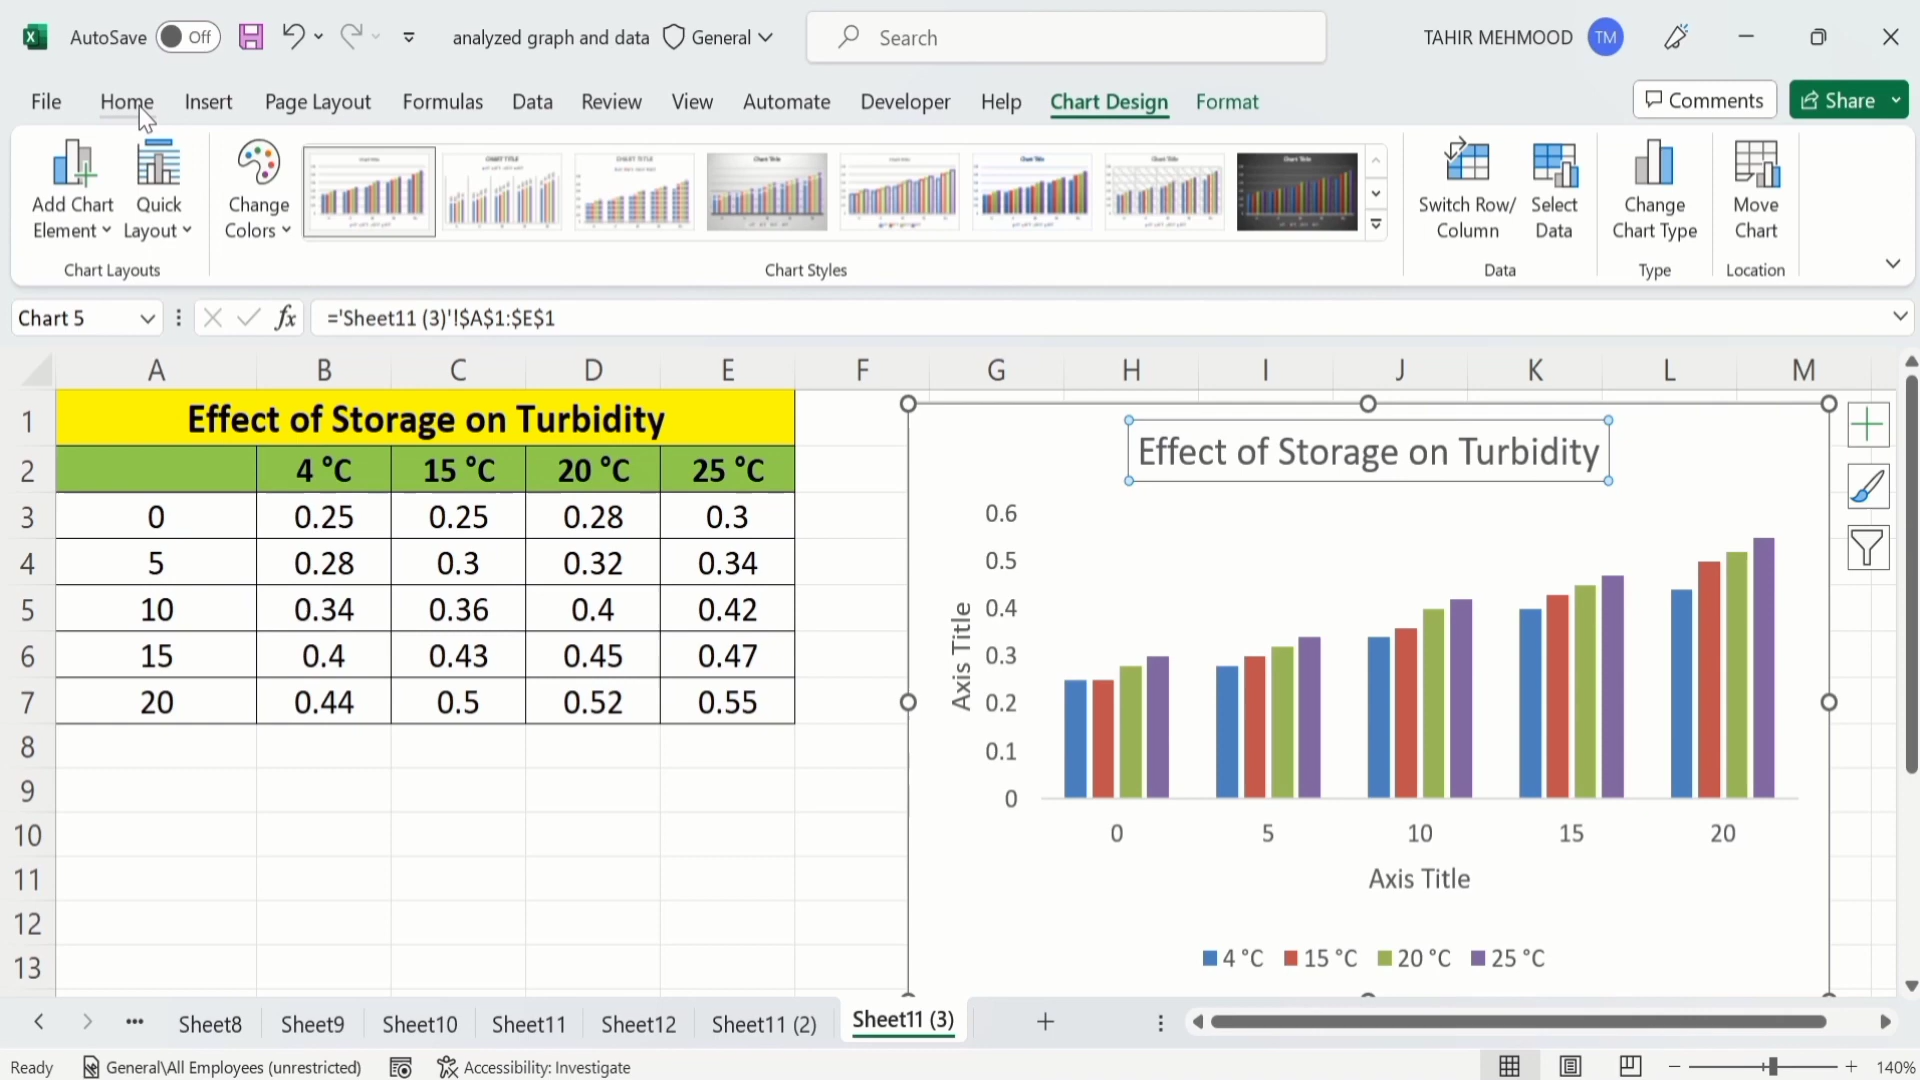 AutoSave Off analyzed graph and data General Search TAHIR MEHMOOD TM
File Home Insert Page Layout Formulas Data Review View Automate Developer Help Chart Design Format Comments Share
Add Chart
Element
Quick
Layout
Change
Colors
Switch Row/
Column
Select
Data
Change
Chart Type
Move
Chart
Chart Layouts Chart Styles Data Type Location
Chart 5 fx ='Sheet11 (3)'!$A$1:$E$1
A B C D E F G H I J K L M
1 Effect of Storage on Turbidity
2 4 °C 15 °C 20 °C 25 °C
3 0 0.25 0.25 0.28 0.3
4 5 0.28 0.3 0.32 0.34
5 10 0.34 0.36 0.4 0.42
6 15 0.4 0.43 0.45 0.47
7 20 0.44 0.5 0.52 0.55
8
9
10
11
12
13
Effect of Storage on Turbidity
0.6
0.5
0.4
0.3
0.2
0.1
0
Axis Title
0 5 10 15 20
Axis Title
4 °C 15 °C 20 °C 25 °C
Sheet8 Sheet9 Sheet10 Sheet11 Sheet12 Sheet11 (2) Sheet11 (3)
Ready General\All Employees (unrestricted) Accessibility: Investigate 140%